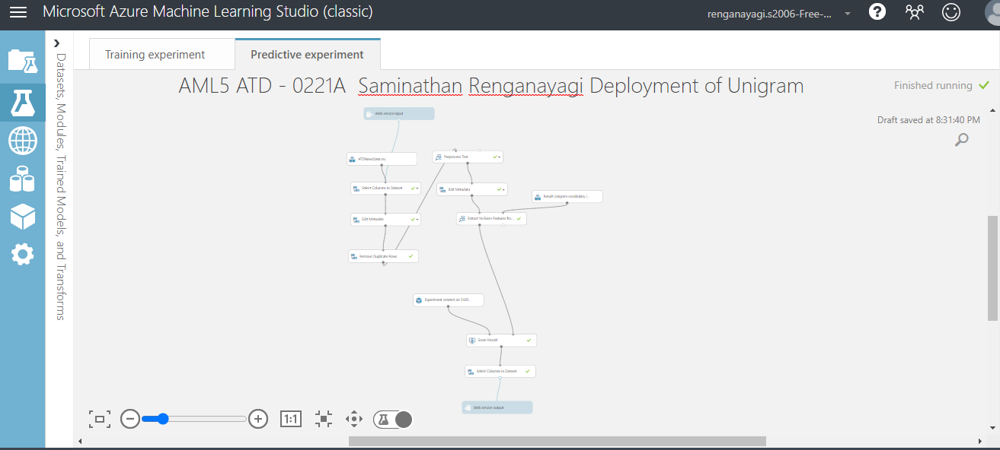 Microsoft Azure Machine Learning Studio (classic)
renganayagi.s2006-Free-...
Datasets, Modules, Trained Models, and Transforms
Training experiment
Predictive experiment
AML5 ATD - 0221A Saminathan Renganayagi Deployment of Unigram
Finished running
Draft saved at 8:31:40 PM
Web service input
ATDNewsData.csv
Preprocess Text
Select Columns in Dataset
Edit Metadata
Result Unigram vocabulary (...
Edit Metadata
Extract N-Gram Features fro...
Remove Duplicate Rows
Experiment created on
Score Model
Select Columns in Dataset
Web service output
1:1